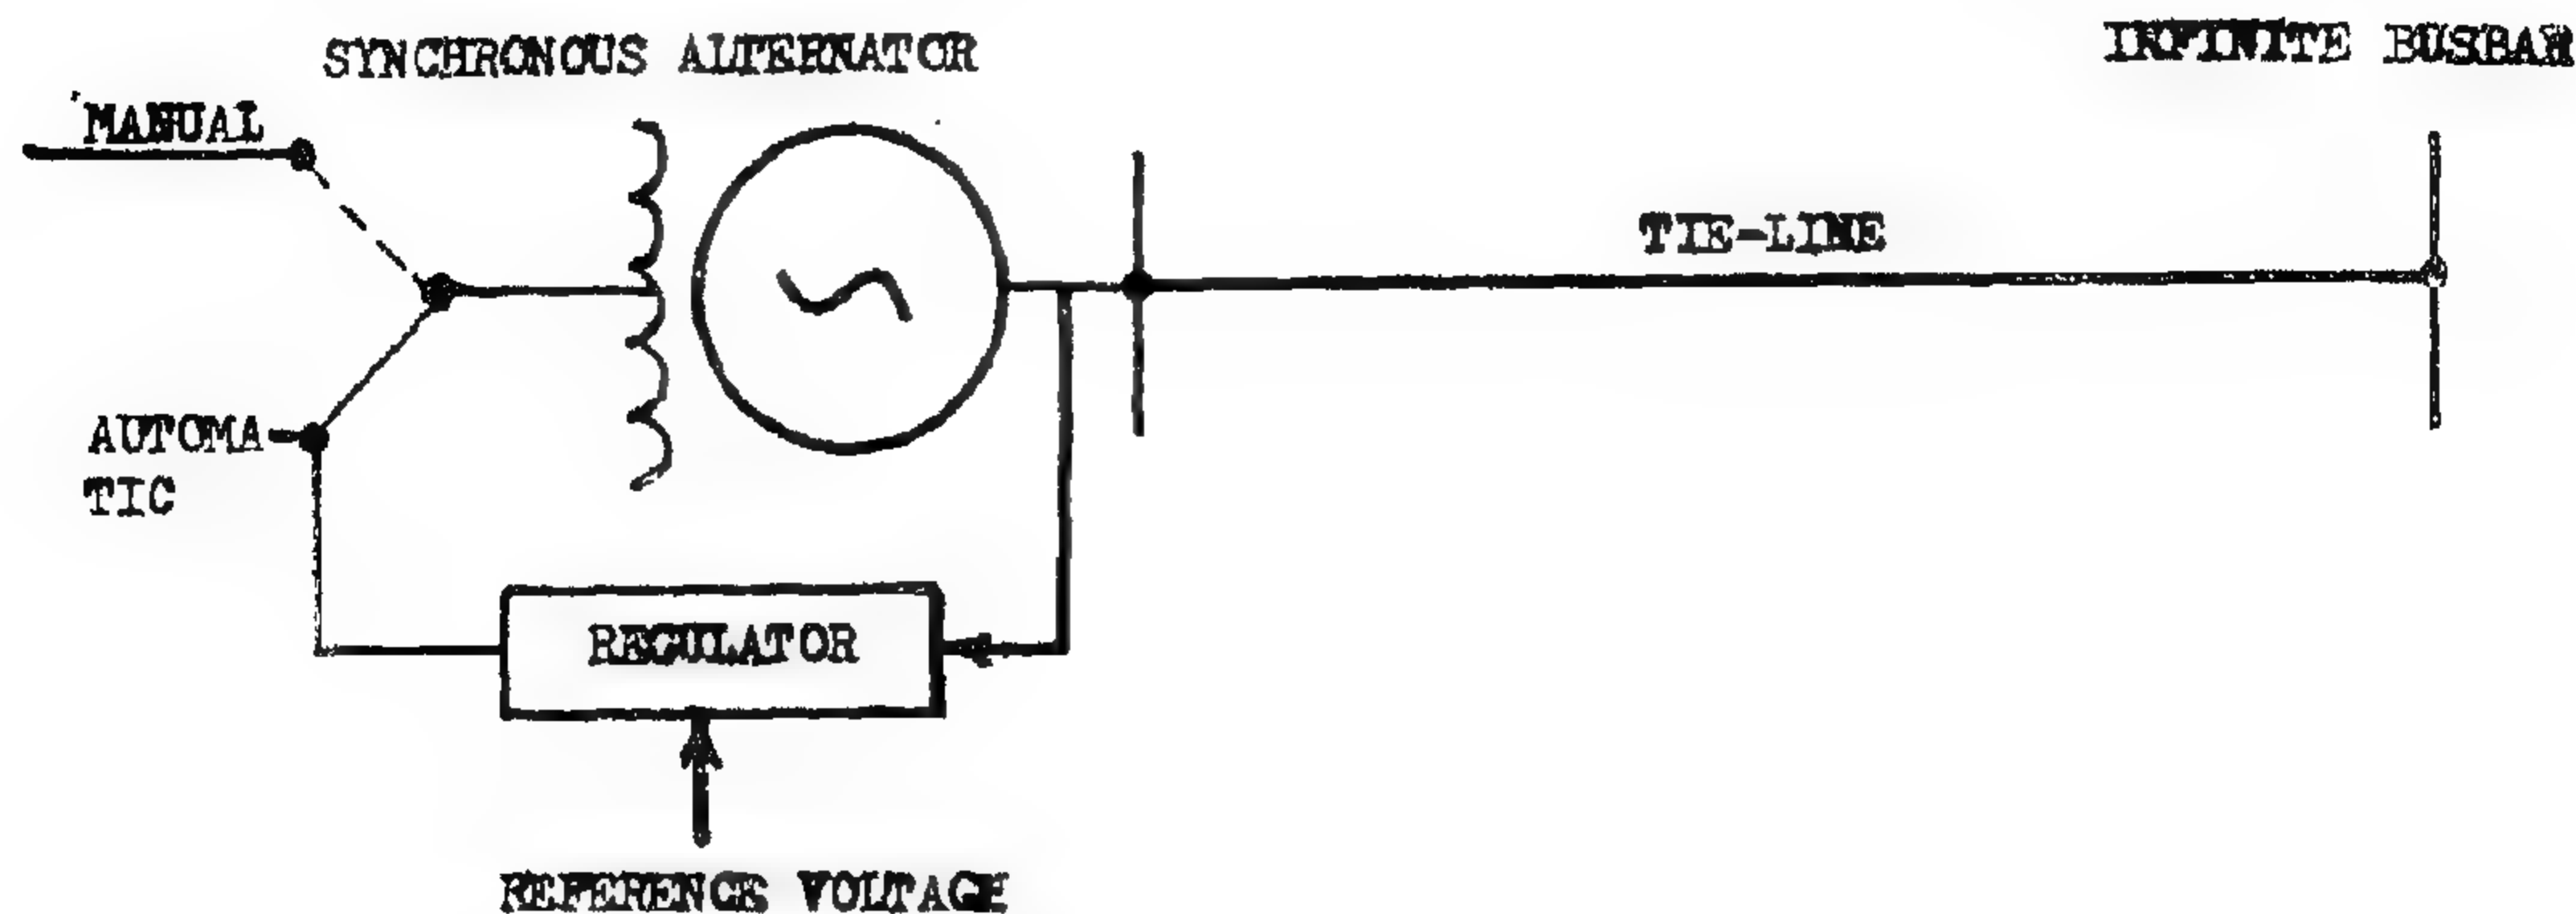 SYNCHRONOUS ALTERNATOR
INFINITE BUSBAR
MANUAL
TIE-LINE
AUTOMA
TIC
REGULATOR
REFERENCE VOLTAGE